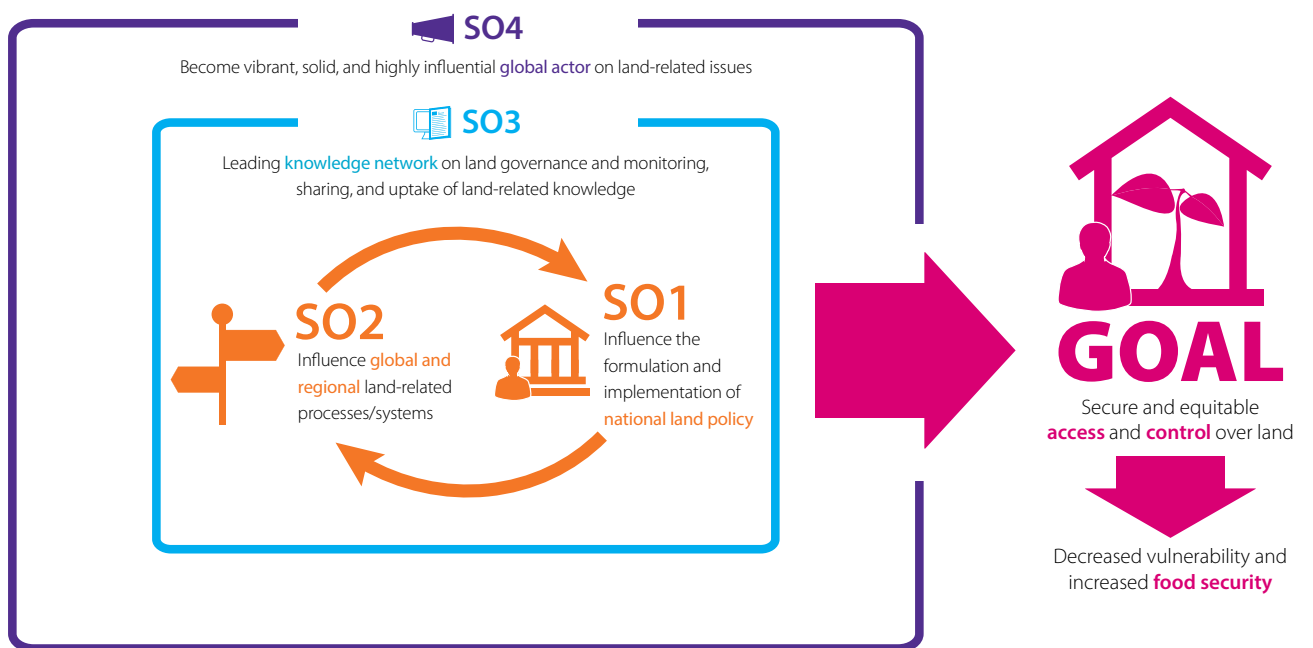 SO4
Become vibrant, solid, and highly influential global actor on land-related issues
SO3
Leading knowledge network on land governance and monitoring,
sharing, and uptake of land-related knowledge
SO2
Influence global and
regional land-related
processes/systems
SO1
Influence the
formulation and
implementation of
national land policy
GOAL
Secure and equitable
access and control over land
Decreased vulnerability and
increased food security